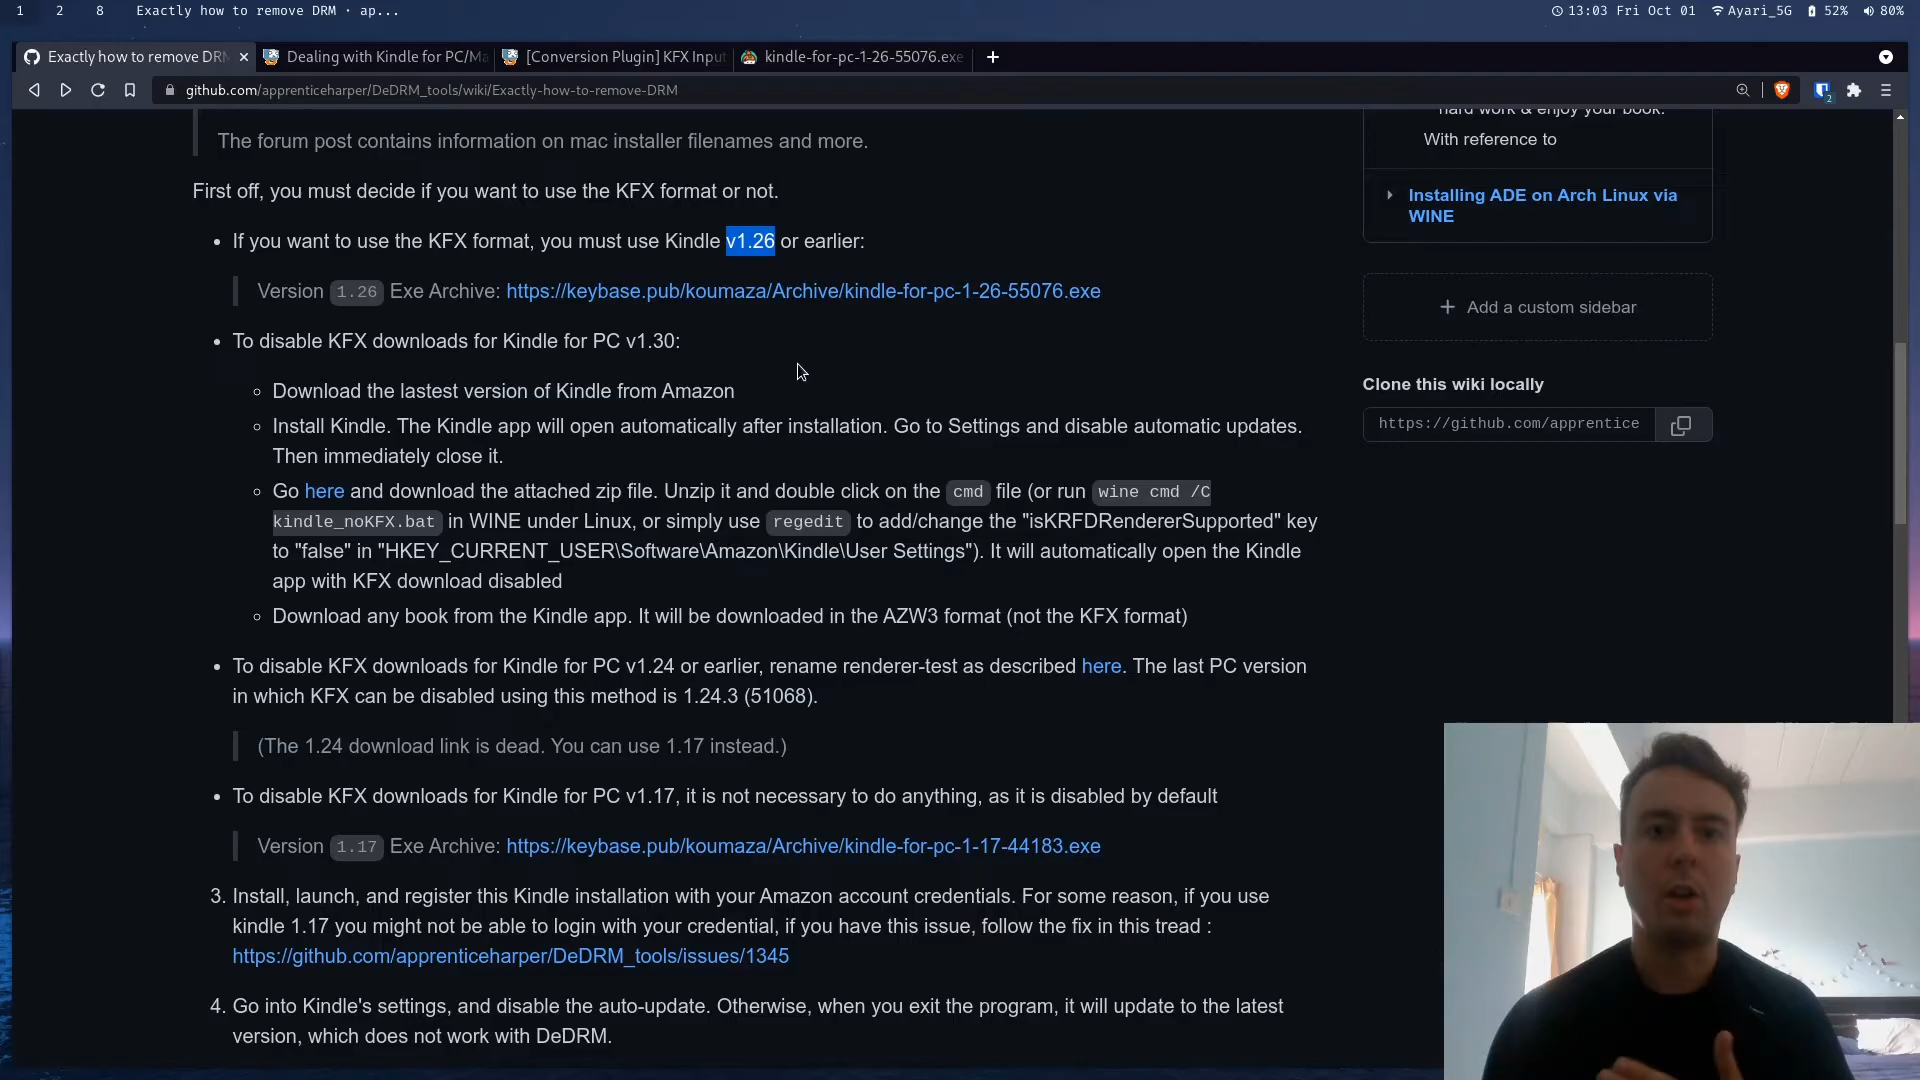 1 2 8 Exactly how to remove DRM · ap... 13:03 Fri Oct 01 Ayari_5G 52% 80%
Exactly how to remove DRM Dealing with Kindle for PC/Ma [Conversion Plugin] KFX Input kindle-for-pc-1-26-55076.exe
github.com/apprenticeharper/DeDRM_tools/wiki/Exactly-how-to-remove-DRM 2
hard work & enjoy your book.
With reference to
Installing ADE on Arch Linux via
WINE
+ Add a custom sidebar
Clone this wiki locally
https://github.com/apprentice
The forum post contains information on mac installer filenames and more.
First off, you must decide if you want to use the KFX format or not.
• If you want to use the KFX format, you must use Kindle v1.26 or earlier:
Version 1.26 Exe Archive: https://keybase.pub/koumaza/Archive/kindle-for-pc-1-26-55076.exe
• To disable KFX downloads for Kindle for PC v1.30:
Download the lastest version of Kindle from Amazon
Install Kindle. The Kindle app will open automatically after installation. Go to Settings and disable automatic updates.
Then immediately close it.
Go here and download the attached zip file. Unzip it and double click on the cmd file (or run wine cmd /C
kindle_noKFX.bat in WINE under Linux, or simply use regedit to add/change the "isKRFDRendererSupported" key
to "false" in "HKEY_CURRENT_USER\Software\Amazon\Kindle\User Settings"). It will automatically open the Kindle
app with KFX download disabled
Download any book from the Kindle app. It will be downloaded in the AZW3 format (not the KFX format)
• To disable KFX downloads for Kindle for PC v1.24 or earlier, rename renderer-test as described here. The last PC version
in which KFX can be disabled using this method is 1.24.3 (51068).
(The 1.24 download link is dead. You can use 1.17 instead.)
• To disable KFX downloads for Kindle for PC v1.17, it is not necessary to do anything, as it is disabled by default
Version 1.17 Exe Archive: https://keybase.pub/koumaza/Archive/kindle-for-pc-1-17-44183.exe
3. Install, launch, and register this Kindle installation with your Amazon account credentials. For some reason, if you use
kindle 1.17 you might not be able to login with your credential, if you have this issue, follow the fix in this tread :
https://github.com/apprenticeharper/DeDRM_tools/issues/1345
4. Go into Kindle's settings, and disable the auto-update. Otherwise, when you exit the program, it will update to the latest
version, which does not work with DeDRM.